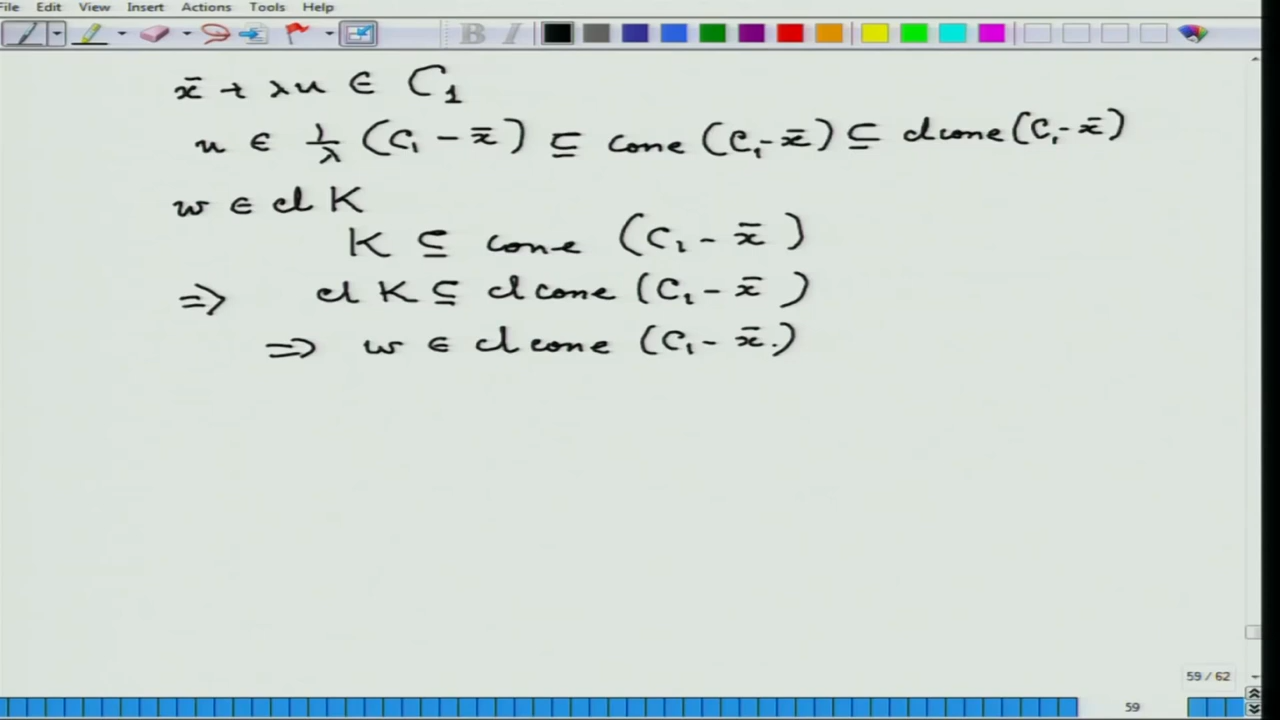 File Edit View Insert Actions Tools Help
B I
x̄ + λu ∈ C₁
u ∈ 1/λ (C₁ - x̄) ⊆ cone (C₁ - x̄) ⊆ cl cone (C₁ - x̄)
w ∈ cl K
K ⊆ cone (C₁ - x̄)
⇒ cl K ⊆ cl cone (C₁ - x̄)
⇒ w ∈ cl cone (C₁ - x̄.)
59 / 62
59